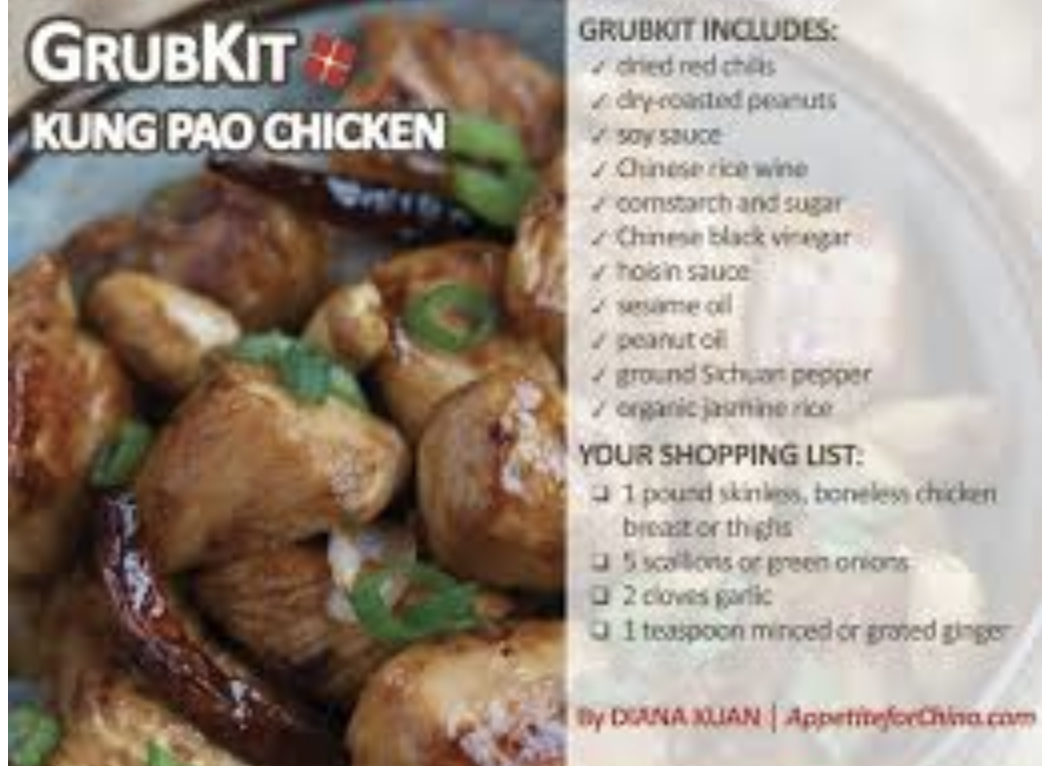 GRUBKIT
KUNG PAO CHICKEN
GRUBKIT INCLUDES:
✓ dried red chilis
✓ dry-roasted peanuts
✓ soy sauce
✓ Chinese rice wine
✓ cornstarch and sugar
✓ Chinese black vinegar
✓ hoisin sauce
✓ sesame oil
✓ peanut oil
✓ ground Sichuan pepper
✓ organic jasmine rice
YOUR SHOPPING LIST:
❑ 1 pound skinless, boneless chicken
breast or thighs
❑ 5 scallions or green onions
❑ 2 cloves garlic
❑ 1 teaspoon minced or grated ginger
By DIANA KUAN | AppetiteforChina.com